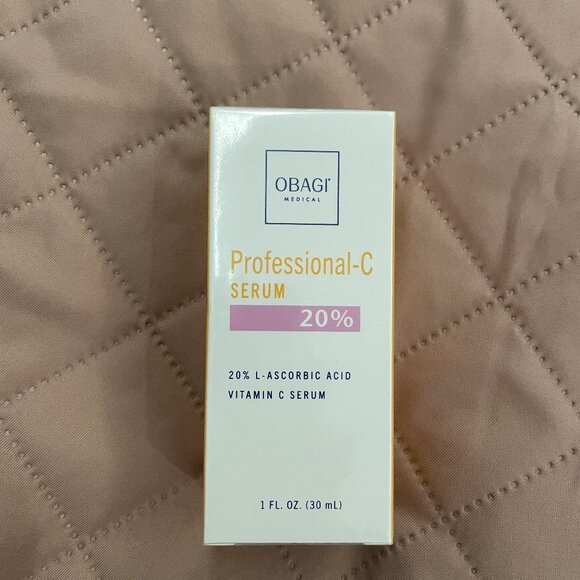 OBAGI®
MEDICAL
Professional-C
SERUM
20%
20% L-ASCORBIC ACID
VITAMIN C SERUM
1 FL. OZ. (30 mL)